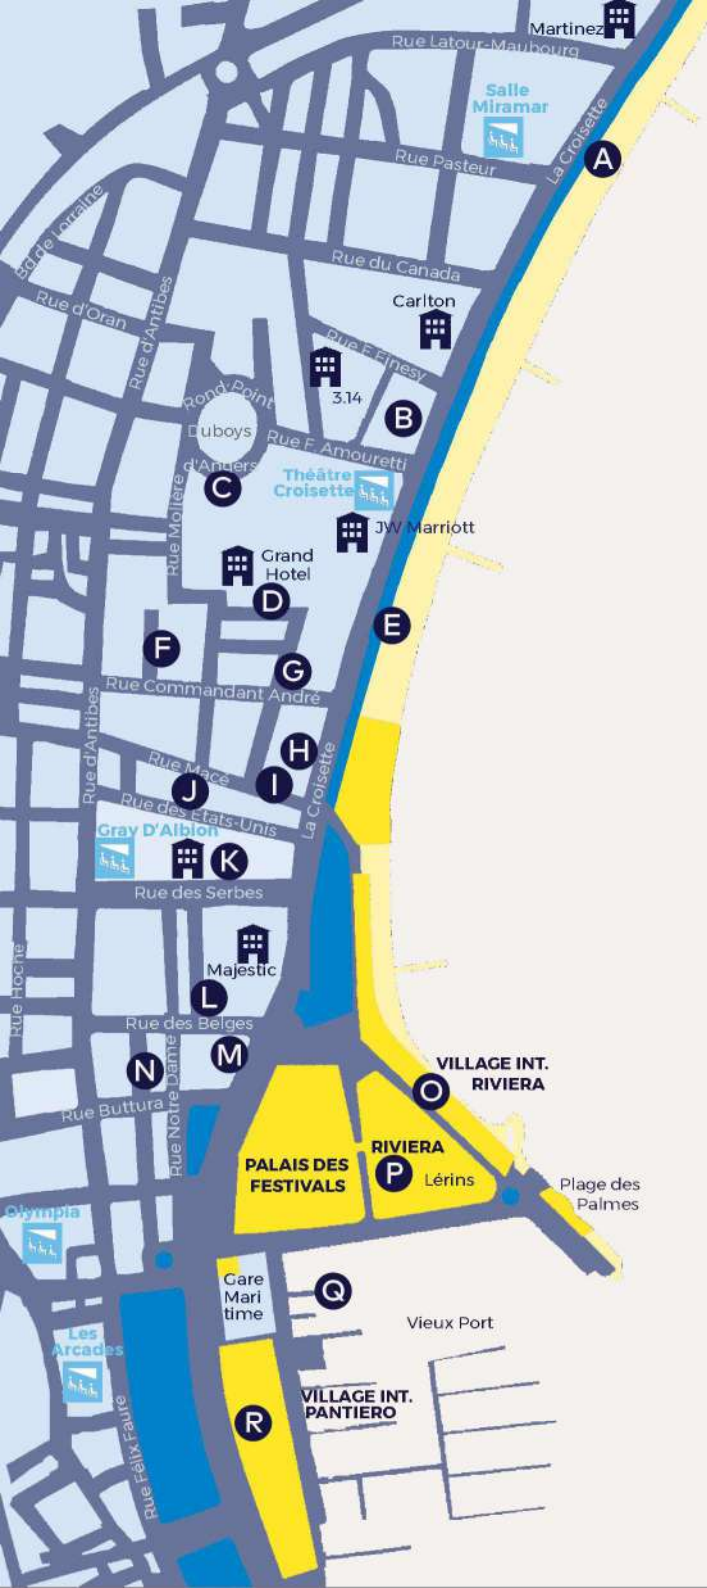 Martinez
Rue Latour-Maubourg
Salle
Miramar
La Croisette
A
Rue Pasteur
Bd de Lorraine
Rue du Canada
Rue d'Oran
Rue d'Antibes
Carlton
Rue F. Einesy
3.14
Rond-Point
Duboys
d'Angers
B
Rue F. Amouretti
C
Théâtre
Croisette
Rue Molière
JW Marriott
Grand
Hotel
D
E
F
G
Rue Commandant André
Rue d'Antibes
H
Rue Macé
I
J
La Croisette
Rue des Etats-Unis
Gray D'Albion
K
Rue des Serbes
Rue Hoche
Majestic
L
Rue des Belges
M
N
Rue Notre Dame
VILLAGE INT.
RIVIERA
O
Rue Buttura
RIVIERA
P
Lérins
PALAIS DES
FESTIVALS
Plage des
Palmes
Olympia
Gare
Mari
time
Q
Vieux Port
Les
Arcades
VILLAGE INT.
PANTIERO
R
Rue Félix Faure